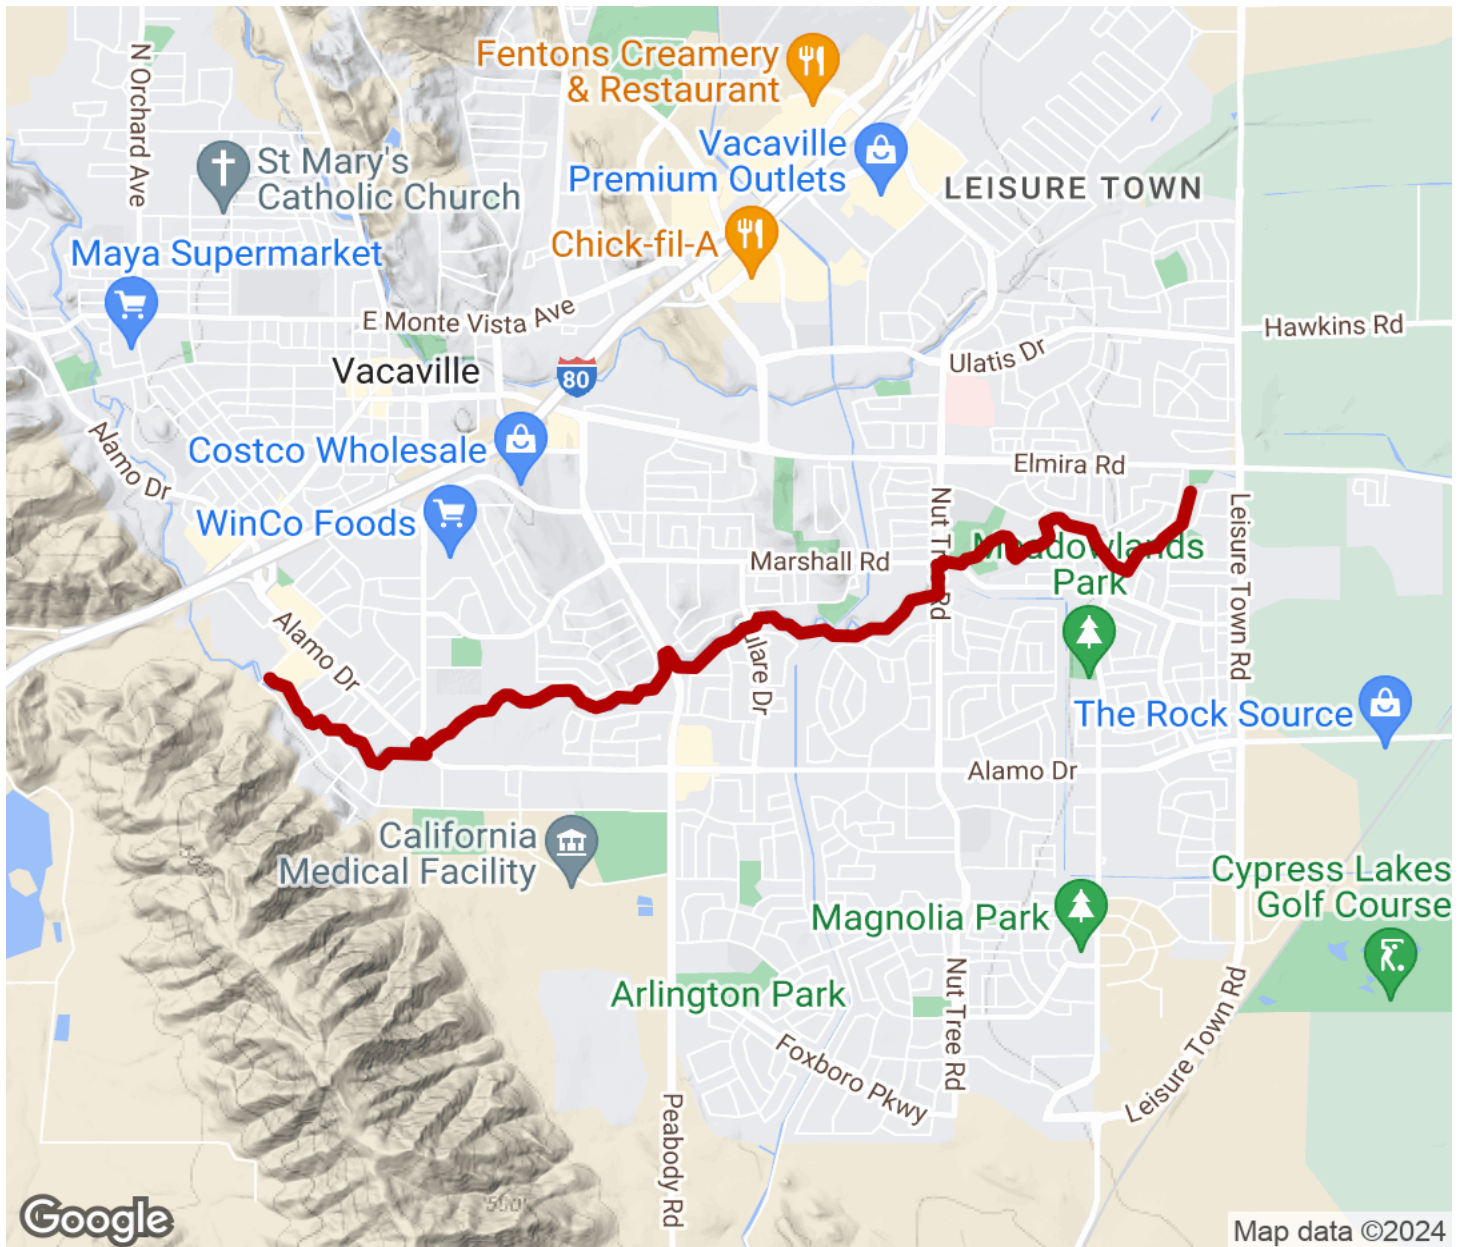 N Orchard Ave
Fentons Creamery
& Restaurant
Vacaville
Premium Outlets
LEISURE TOWN
St Mary's
Catholic Church
Chick-fil-A
Maya Supermarket
E Monte Vista Ave
Hawkins Rd
Ulatis Dr
Vacaville
80
Alamo Dr
Costco Wholesale
Elmira Rd
WinCo Foods
Nut Tree Rd
Leisure Town Rd
Marshall Rd
Meadowlands
Park
Alamo Dr
ulare Dr
The Rock Source
Alamo Dr
California
Medical Facility
Cypress Lakes
Golf Course
Magnolia Park
Arlington Park
Nut Tree Rd
Leisure Town Rd
Foxboro Pkwy
Peabody Rd
Google
Map data ©2024